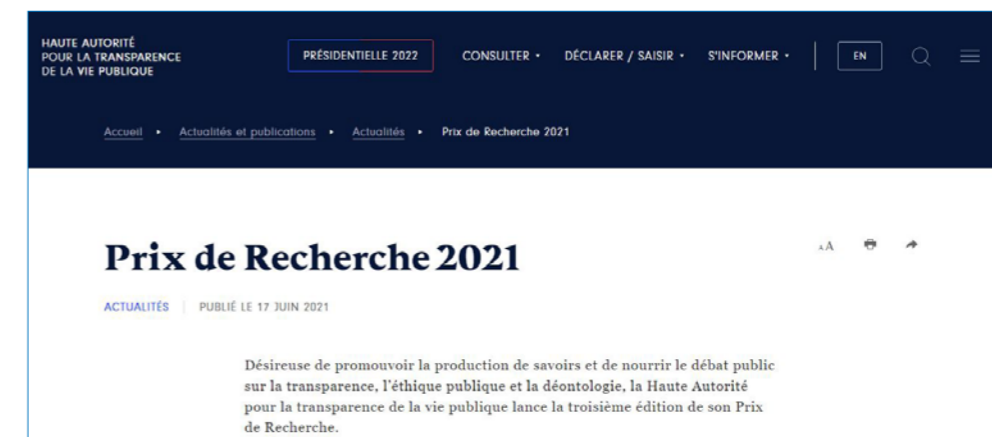 HAUTE AUTORITÉ
POUR LA TRANSPARENCE
DE LA VIE PUBLIQUE
PRÉSIDENTIELLE 2022
CONSULTER
DÉCLARER / SAISIR
S'INFORMER
EN
Accueil • Actualités et publications • Actualités • Prix de Recherche 2021
Prix de Recherche 2021
AA
ACTUALITÉS | PUBLIÉ LE 17 JUIN 2021
Désireuse de promouvoir la production de savoirs et de nourrir le débat public
sur la transparence, l'éthique publique et la déontologie, la Haute Autorité
pour la transparence de la vie publique lance la troisième édition de son Prix
de Recherche.